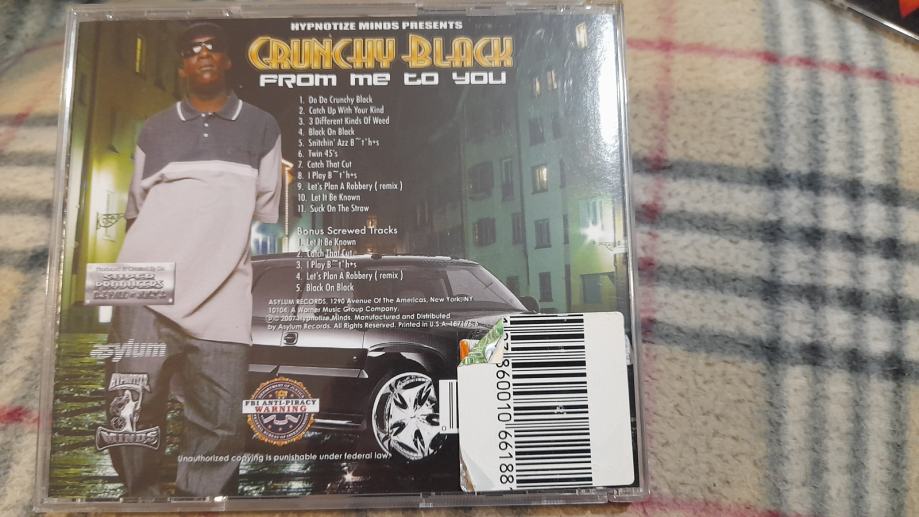 HYPNOTIZE MINDS PRESENTS
CRUNCHY BLACK
FROM ME TO YOU
1. Do Da Crunchy Black
2. Catch Up With Your Kind
3. 3 Different Kinds Of Weed
4. Black On Black
5. Snitchin' Azz B~t*h*s
6. Twin 45's
7. Catch That Cut
8. I Play B~t*h*s
9. Let's Plan A Robbery ( remix )
10. Let It Be Known
11. Suck On The Straw
Bonus Screwed Tracks
1. Let It Be Known
2. Catch That Cut
3. I Play B~t*h*s
4. Let's Plan A Robbery ( remix )
5. Black On Black
ASYLUM RECORDS, 1290 Avenue Of The Americas, New York, NY
10104. A Warner Music Group Company.
P © 2007 Hypnotize Minds. Manufactured and Distributed
by Asylum Records. All Rights Reserved. Printed in U.S.A.
asylum
HYPNOTIZE
MINDS
FBI ANTI-PIRACY
WARNING
Unauthorized copying is punishable under federal law